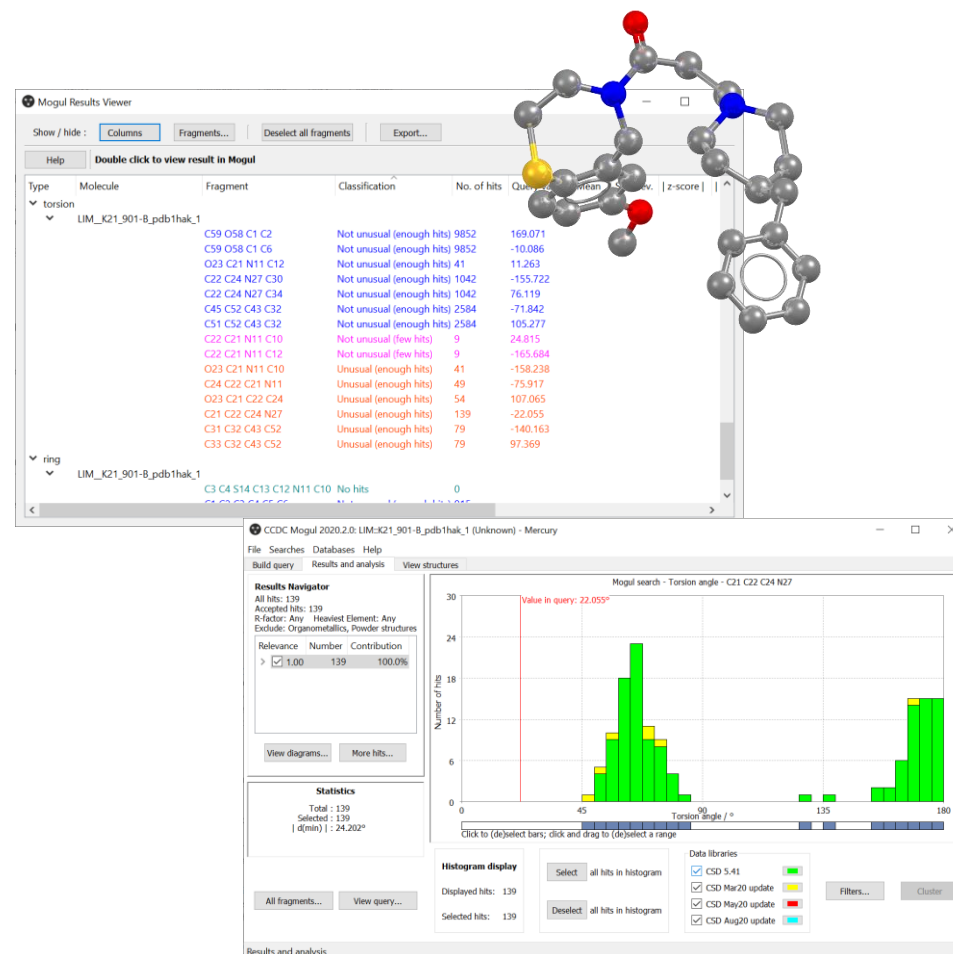 Mogul Results Viewer
Show / hide : Columns Fragments... Deselect all fragments Export...
Help Double click to view result in Mogul
Type Molecule Fragment Classification No. of hits Mean | z-score | |
torsion
LIM__K21_901-B_pdb1hak_1
C59 O58 C1 C2 Not unusual (enough hits) 9852 169.071
C59 O58 C1 C6 Not unusual (enough hits) 9852 -10.086
O23 C21 N11 C12 Not unusual (enough hits) 41 11.263
C22 C24 N27 C30 Not unusual (enough hits) 1042 -155.722
C22 C24 N27 C34 Not unusual (enough hits) 1042 76.119
C45 C52 C43 C32 Not unusual (enough hits) 2584 -71.842
C51 C52 C43 C32 Not unusual (enough hits) 2584 105.277
C22 C21 N11 C10 Not unusual (few hits) 9 24.815
C22 C21 N11 C12 Not unusual (few hits) 9 -165.684
O23 C21 N11 C10 Unusual (enough hits) 41 -158.238
C24 C22 C21 N11 Unusual (enough hits) 49 -75.917
O23 C21 C22 C24 Unusual (enough hits) 54 107.065
C21 C22 C24 N27 Unusual (enough hits) 139 -22.055
C31 C32 C43 C52 Unusual (enough hits) 79 -140.163
C33 C32 C43 C52 Unusual (enough hits) 79 97.369
ring
LIM__K21_901-B_pdb1hak_1
C3 C4 S14 C13 C12 N11 C10 No hits 0
CCDC Mogul 2020.2.0: LIM::K21_901-B_pdb1hak_1 (Unknown) - Mercury
File Searches Databases Help
Build query Results and analysis View structures
Results Navigator
All hits: 139
Accepted hits: 139
R-factor: Any Heaviest Element: Any
Exclude: Organometallics, Powder structures
Relevance Number Contribution
1.00 139 100.0%
View diagrams... More hits...
Statistics
Total : 139
Selected : 139
| d(min) | : 24.202°
All fragments... View query...
Mogul search - Torsion angle - C21 C22 C24 N27
Value in query: 22.055°
Number of hits
30
24
18
12
6
0
0 45 90 135 180
Torsion angle / °
Click to (de)select bars; click and drag to (de)select a range
Histogram display
Displayed hits: 139
Selected hits: 139
Select all hits in histogram
Deselect all hits in histogram
Data libraries
CSD 5.41
CSD Mar20 update
CSD May20 update
CSD Aug20 update
Filters... Cluster
Results and analysis